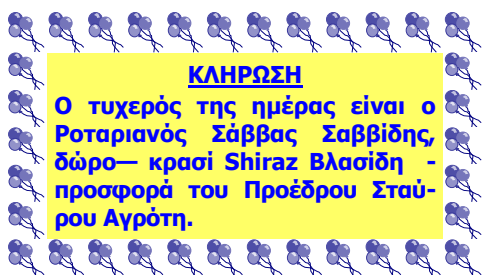 ΚΛΗΡΩΣΗ
Ο τυχερός της ημέρας είναι ο
Ροταριανός Σάββας Σαββίδης,
δώρο— κρασί Shiraz Βλασίδη -
προσφορά του Προέδρου Σταύ-
ρου Αγρότη.